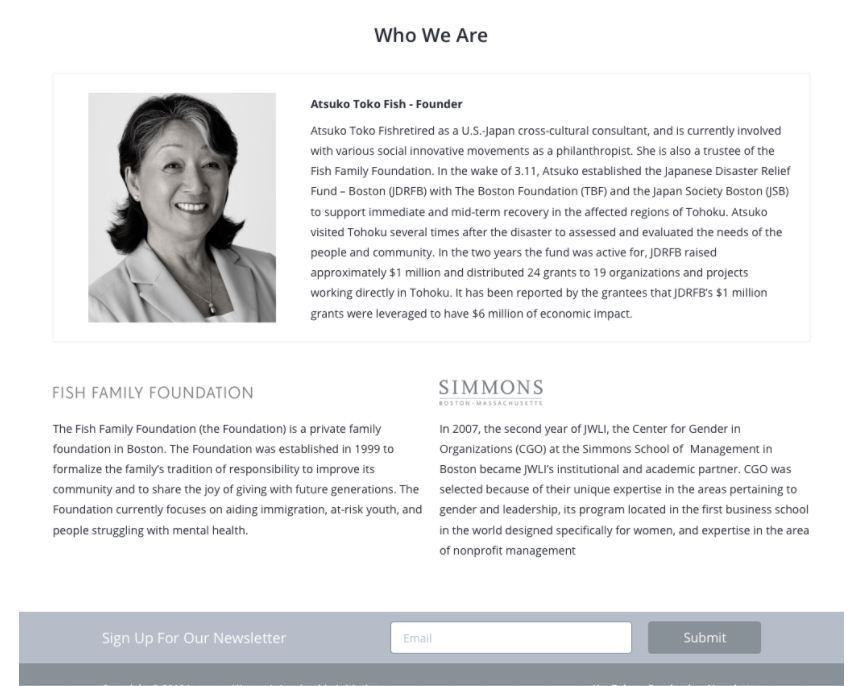 Who We Are
Atsuko Toko Fish - Founder
Atsuko Toko Fishretired as a U.S.-Japan cross-cultural consultant, and is currently involved
with various social innovative movements as a philanthropist. She is also a trustee of the
Fish Family Foundation. In the wake of 3.11, Atsuko established the Japanese Disaster Relief
Fund – Boston (JDRFB) with The Boston Foundation (TBF) and the Japan Society Boston (JSB)
to support immediate and mid-term recovery in the affected regions of Tohoku. Atsuko
visited Tohoku several times after the disaster to assessed and evaluated the needs of the
people and community. In the two years the fund was active for, JDRFB raised
approximately $1 million and distributed 24 grants to 19 organizations and projects
working directly in Tohoku. It has been reported by the grantees that JDRFB's $1 million
grants were leveraged to have $6 million of economic impact.
FISH FAMILY FOUNDATION
The Fish Family Foundation (the Foundation) is a private family
foundation in Boston. The Foundation was established in 1999 to
formalize the family's tradition of responsibility to improve its
community and to share the joy of giving with future generations. The
Foundation currently focuses on aiding immigration, at-risk youth, and
people struggling with mental health.
SIMMONS
BOSTON • MASSACHUSETTS
In 2007, the second year of JWLI, the Center for Gender in
Organizations (CGO) at the Simmons School of  Management in
Boston became JWLI's institutional and academic partner. CGO was
selected because of their unique expertise in the areas pertaining to
gender and leadership, its program located in the first business school
in the world designed specifically for women, and expertise in the area
of nonprofit management
Sign Up For Our Newsletter
Email
Submit